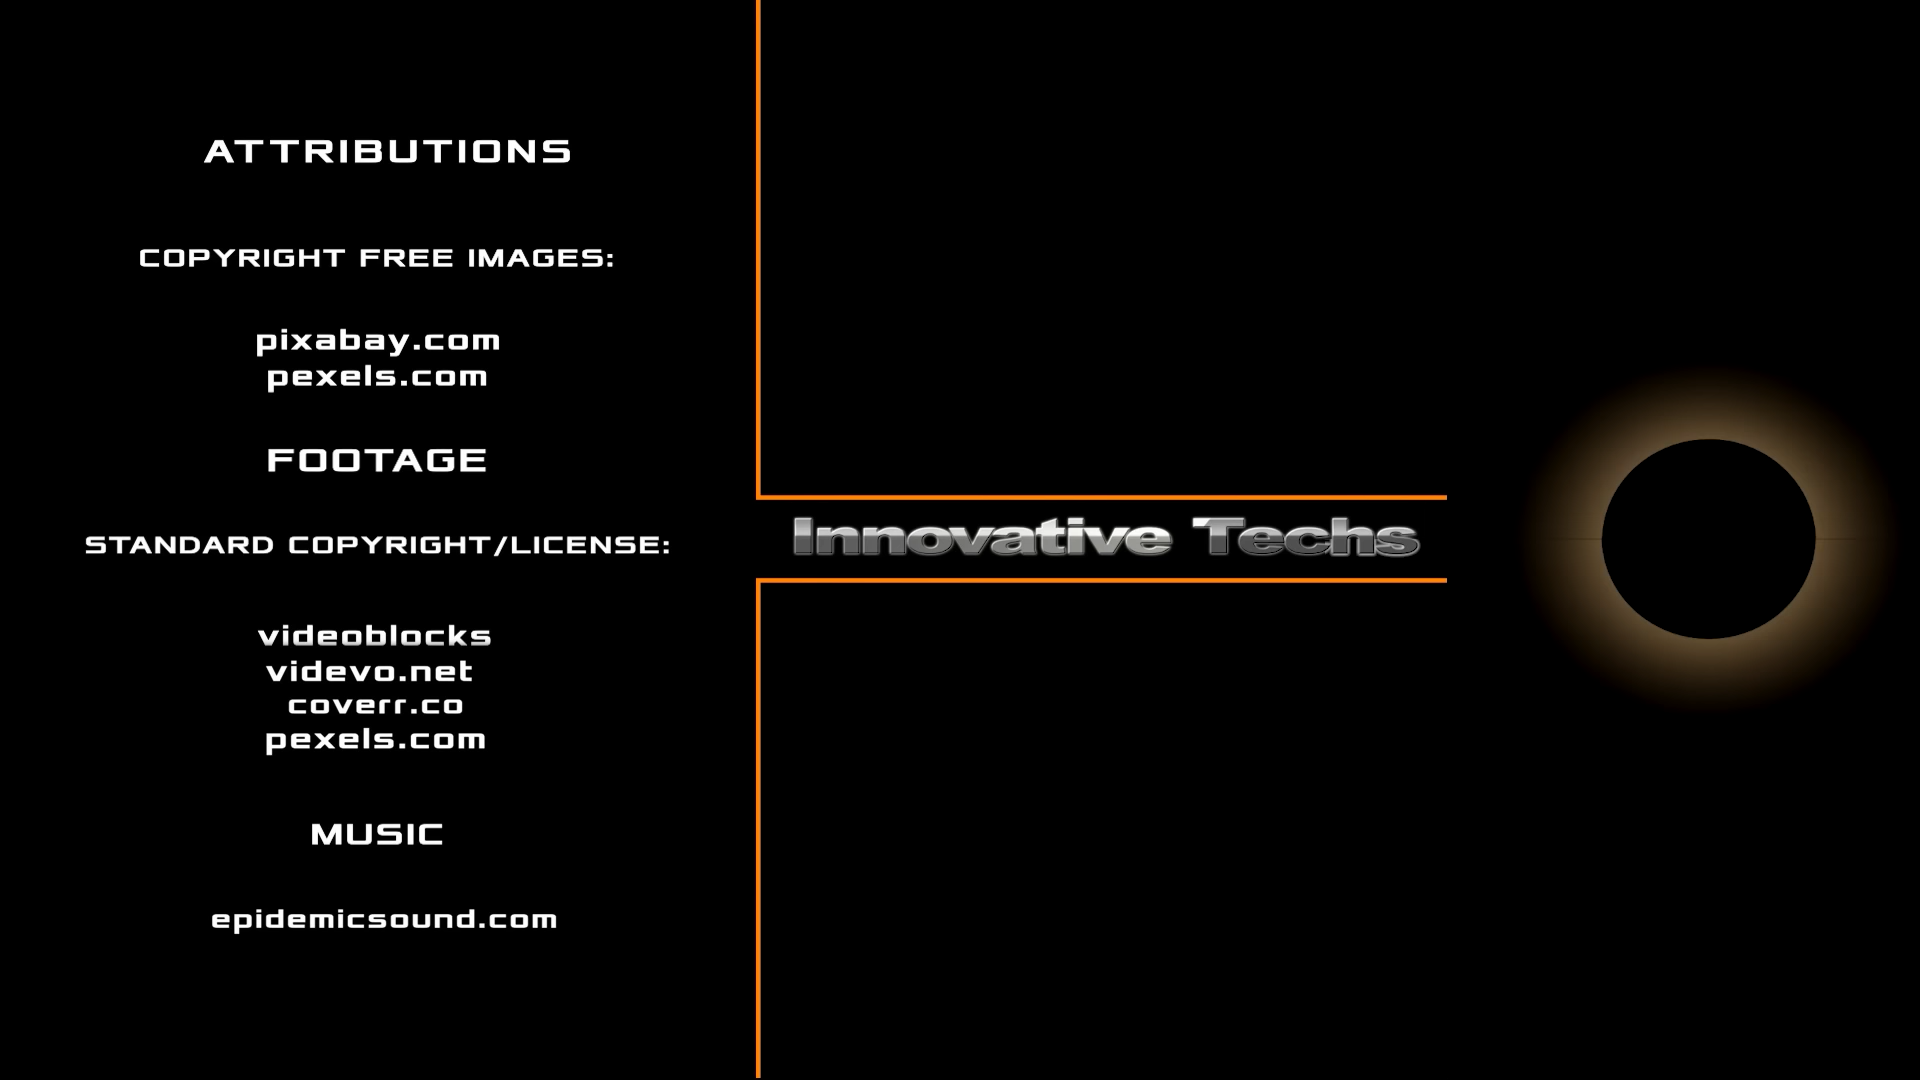 ATTRIBUTIONS
COPYRIGHT FREE IMAGES:
pixabay.com
pexels.com
FOOTAGE
STANDARD COPYRIGHT/LICENSE:
videoblocks
videvo.net
coverr.co
pexels.com
MUSIC
epidemicsound.com
Innovative Techs